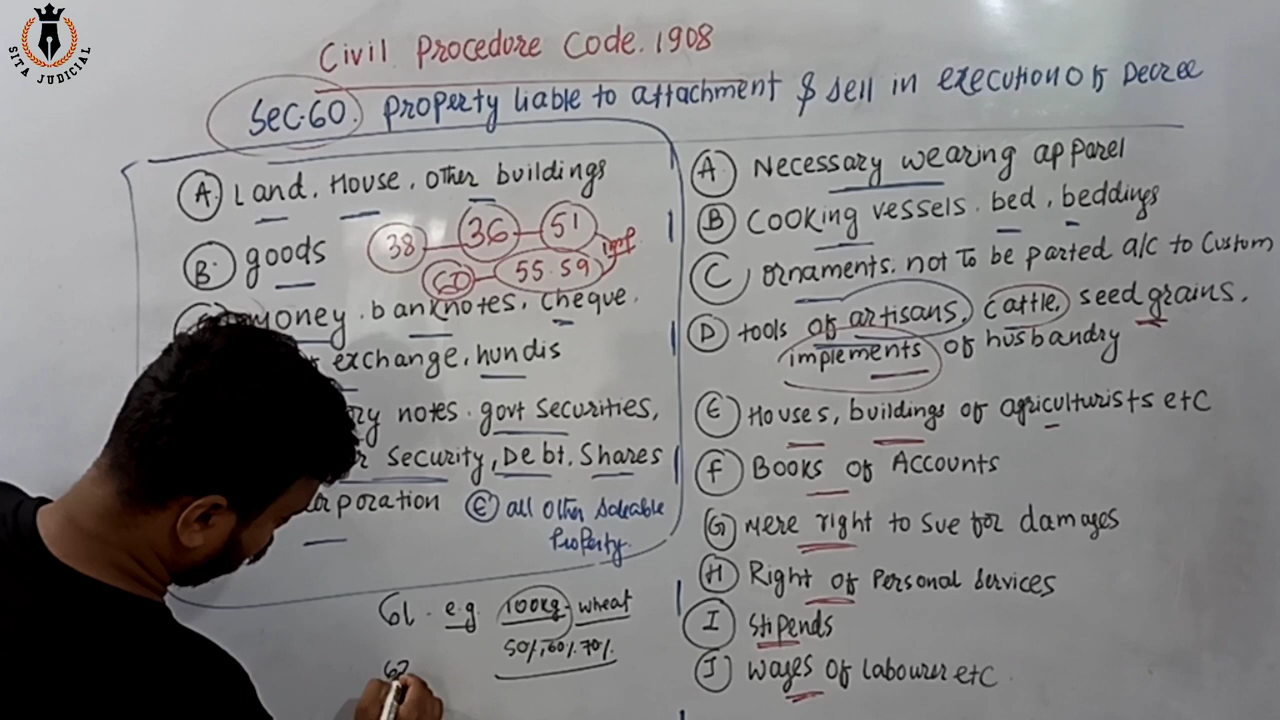 SITA JUDICIAL
Civil Procedure Code. 1908
Sec.60. Property liable to attachment & sell in execution of Decree
(A) Land, House, other buildings
(B) goods
38 36 51 imp
60 55.59
money. banknotes, cheque,
exchange, hundis
notes. govt securities,
security, Debt, Shares
(E) all other saleable
Property.
61. e.g. 100kg. wheat
50%, 60%. 70%.
62
(A) Necessary wearing apparel
(B) Cooking vessels. bed, beddings
(C) ornaments. not to be parted a/c to Custom
(D) tools of artisans, cattle, seed grains.
implements of husbandry
(E) Houses, buildings of agriculturists etc
(F) Books of Accounts
(G) Mere right to sue for damages
(H) Right of Personal Services
(I) Stipends
(J) wages of labourer etc